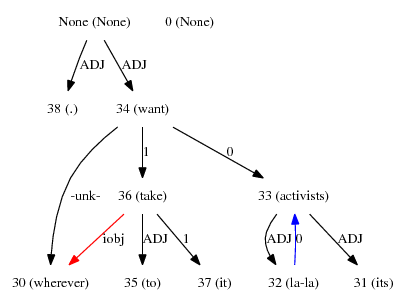 None (None) 0 (None)
ADJ ADJ
38 (.) 34 (want)
-unk- 1 0
36 (take) 33 (activists)
iobj ADJ 1 ADJ 0 ADJ
30 (wherever) 35 (to) 37 (it) 32 (la-la) 31 (its)